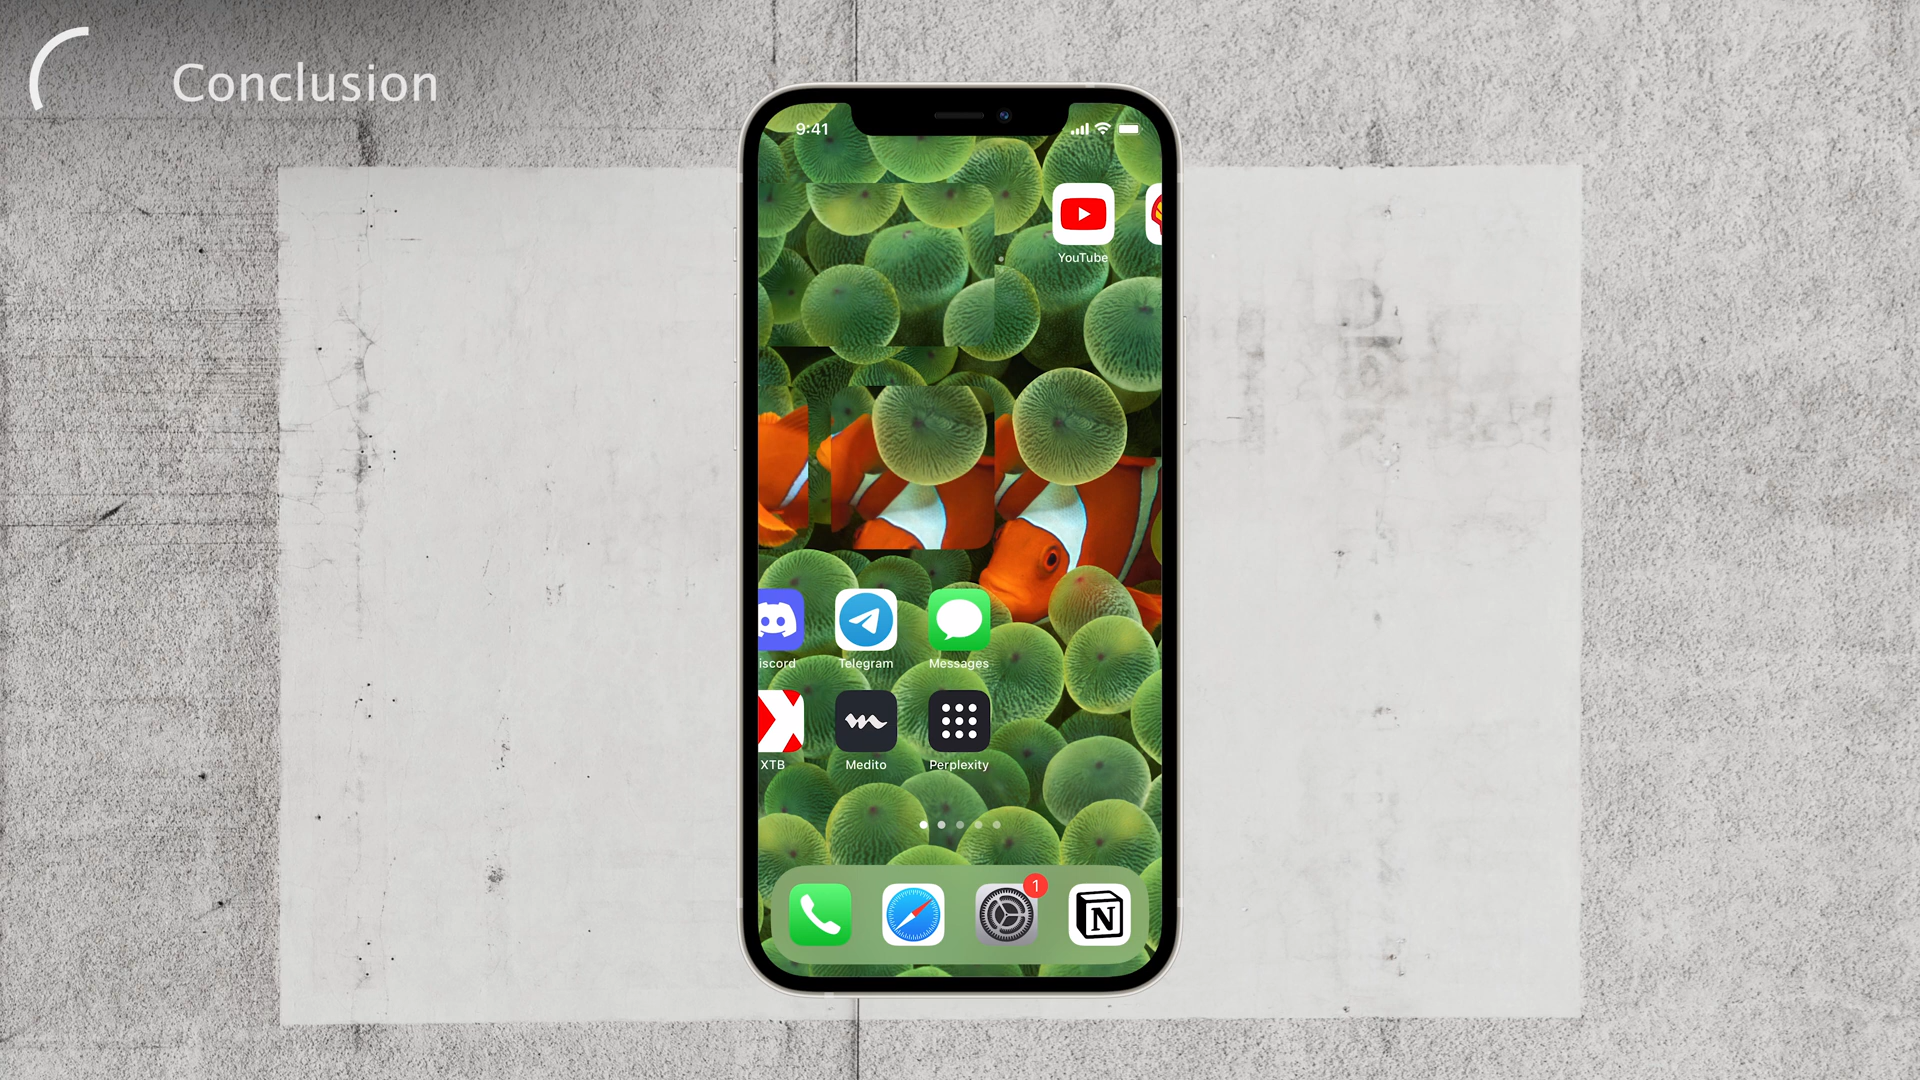 Conclusion
9:41
YouTube
iscord
Telegram
Messages
XTB
Medito
Perplexity
1
N